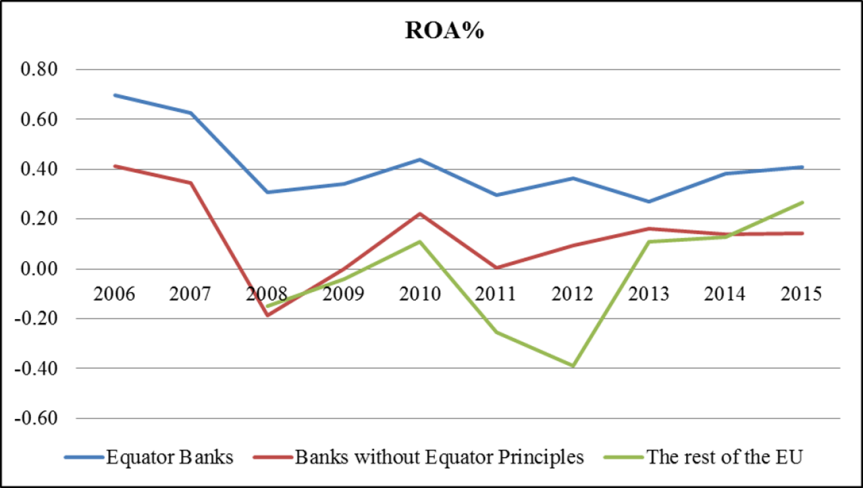 ROA%
0.80
0.60
0.40
0.20
0.00
2006 2007 2008 2009 2010 2011 2012 2013 2014 2015
-0.20
-0.40
-0.60
Equator Banks Banks without Equator Principles The rest of the EU